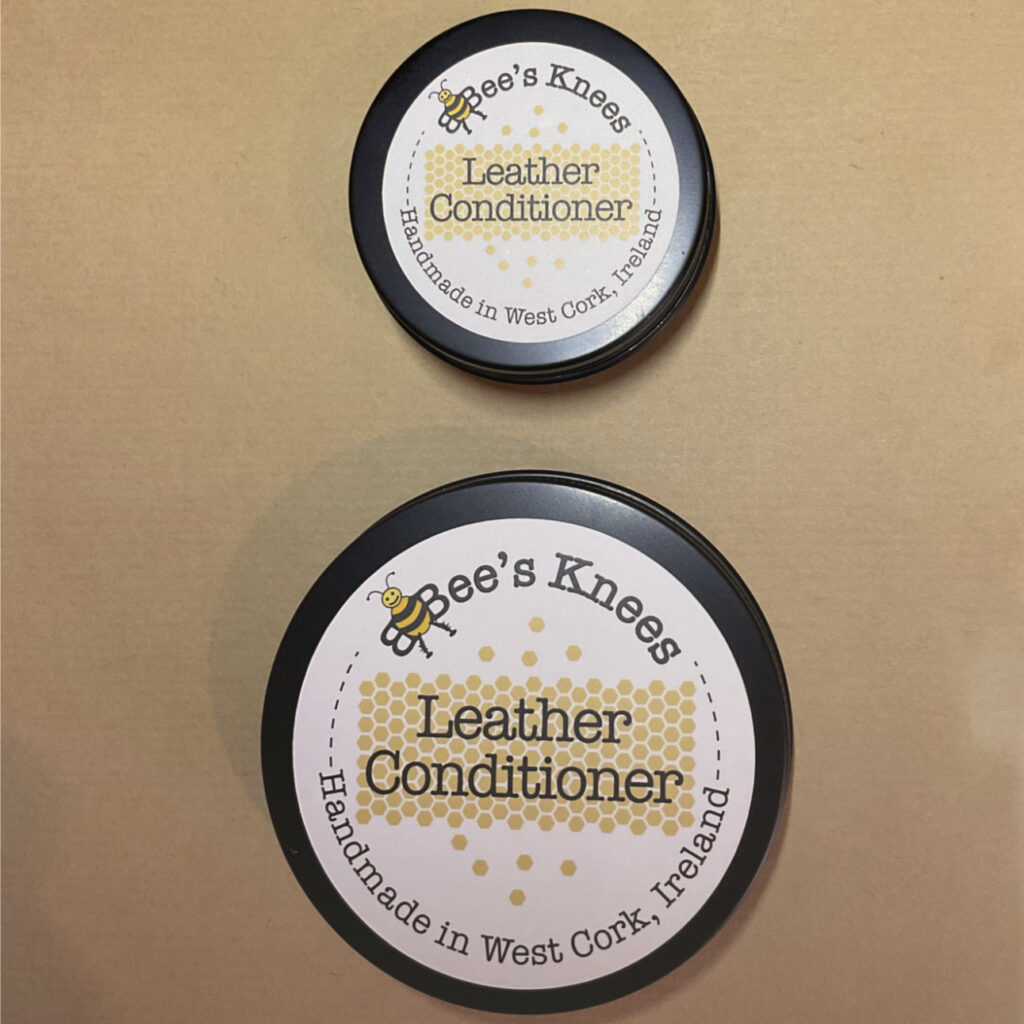 Bee's Knees
Leather
Conditioner
Handmade in West Cork, Ireland
Bee's Knees
Leather
Conditioner
Handmade in West Cork, Ireland